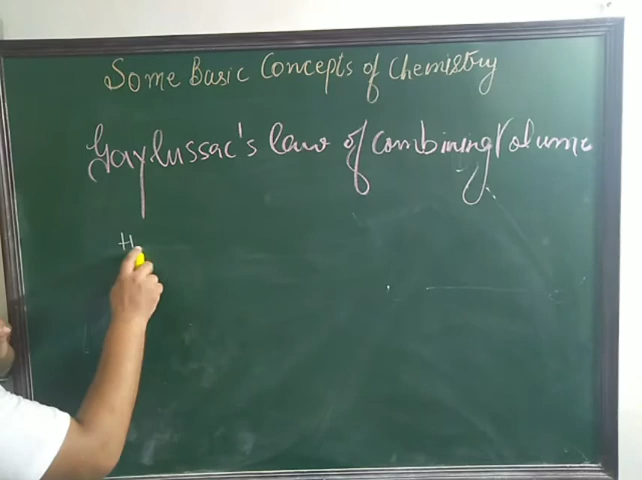 Some Basic Concepts of Chemistry
Gaylussac's law of combining Volume
H